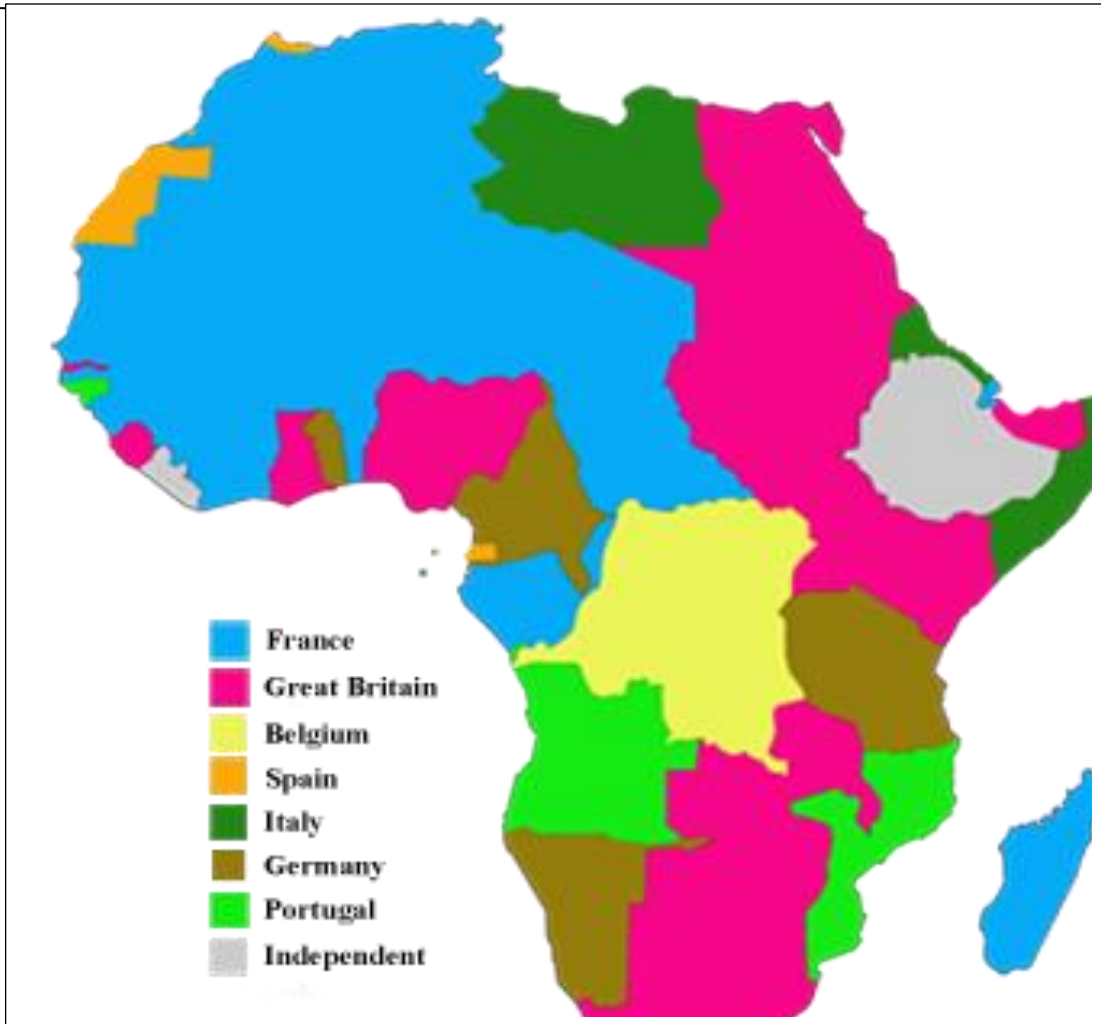 France
Great Britain
Belgium
Spain
Italy
Germany
Portugal
Independent